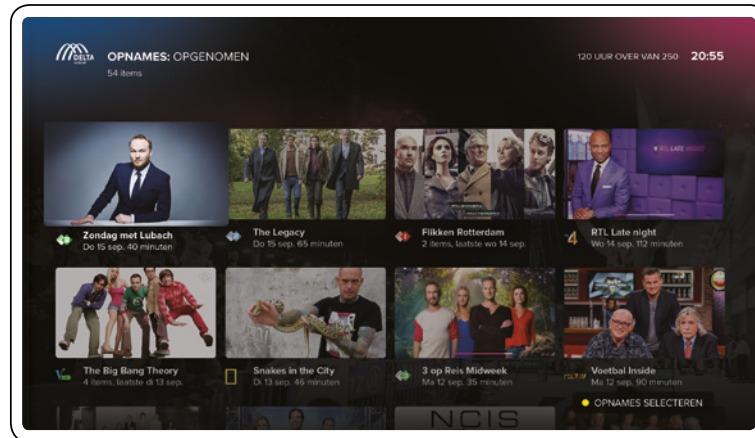 DELTA
OPNAMES: OPGENOMEN
54 items
120 UUR OVER VAN 250 20:55
RTL LATE NIGHT
Zondag met Lubach
Do 15 sep. 40 minuten
The Legacy
Do 15 sep. 65 minuten
Flikken Rotterdam
2 items, laatste wo 14 sep.
4
RTL Late night
Wo 14 sep. 112 minuten
The Big Bang Theory
4 items, laatste di 13 sep.
Snakes in the City
Di 13 sep. 46 minuten
3 op Reis Midweek
Ma 12 sep. 35 minuten
Voetbal Inside
Ma 12 sep. 90 minuten
OPNAMES SELECTEREN
NCIS